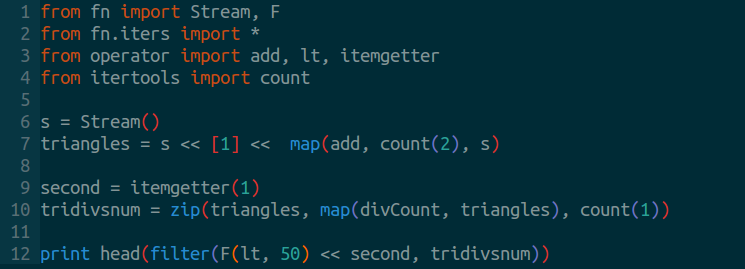 1 from fn import Stream, F
2 from fn.iters import *
3 from operator import add, lt, itemgetter
4 from itertools import count
5
6 s = Stream()
7 triangles = s << [1] <<  map(add, count(2), s)
8
9 second = itemgetter(1)
10 tridivsnum = zip(triangles, map(divCount, triangles), count(1))
11
12 print head(filter(F(lt, 50) << second, tridivsnum))